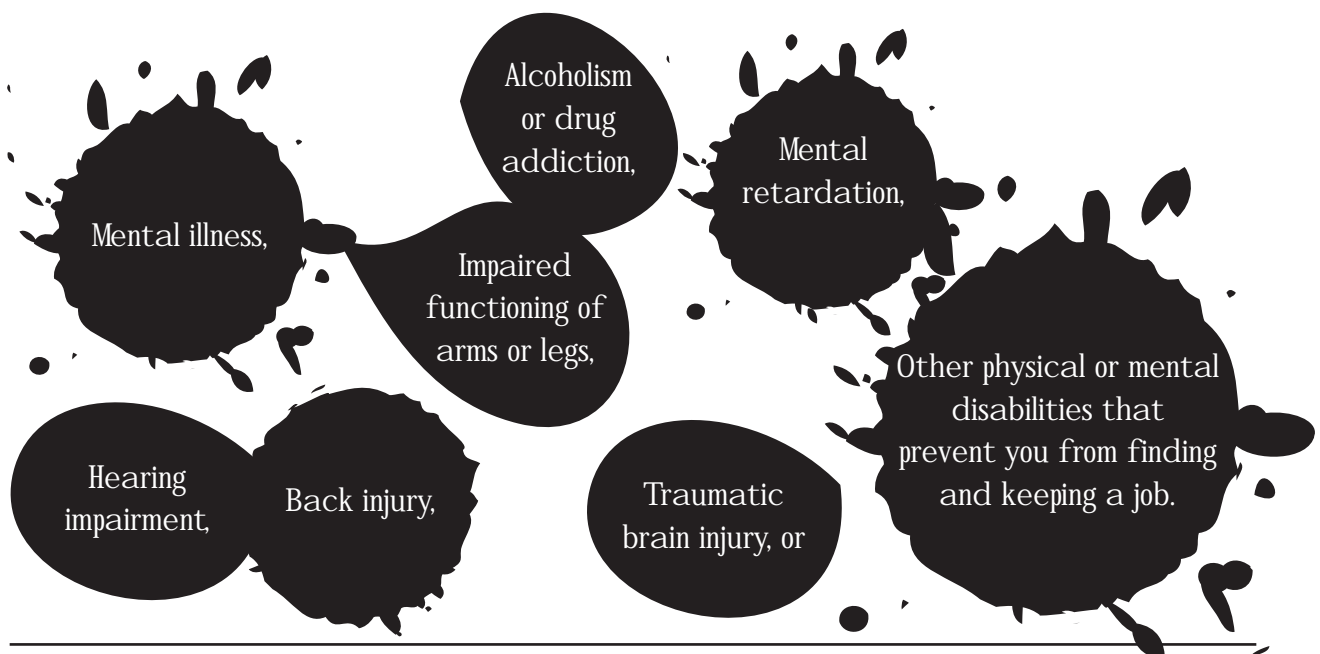 Alcoholism
or drug
addiction,
Mental
retardation,
Mental illness,
Impaired
functioning of
arms or legs,
Other physical or mental
disabilities that
prevent you from finding
and keeping a job.
Hearing
impairment,
Back injury,
Traumatic
brain injury, or